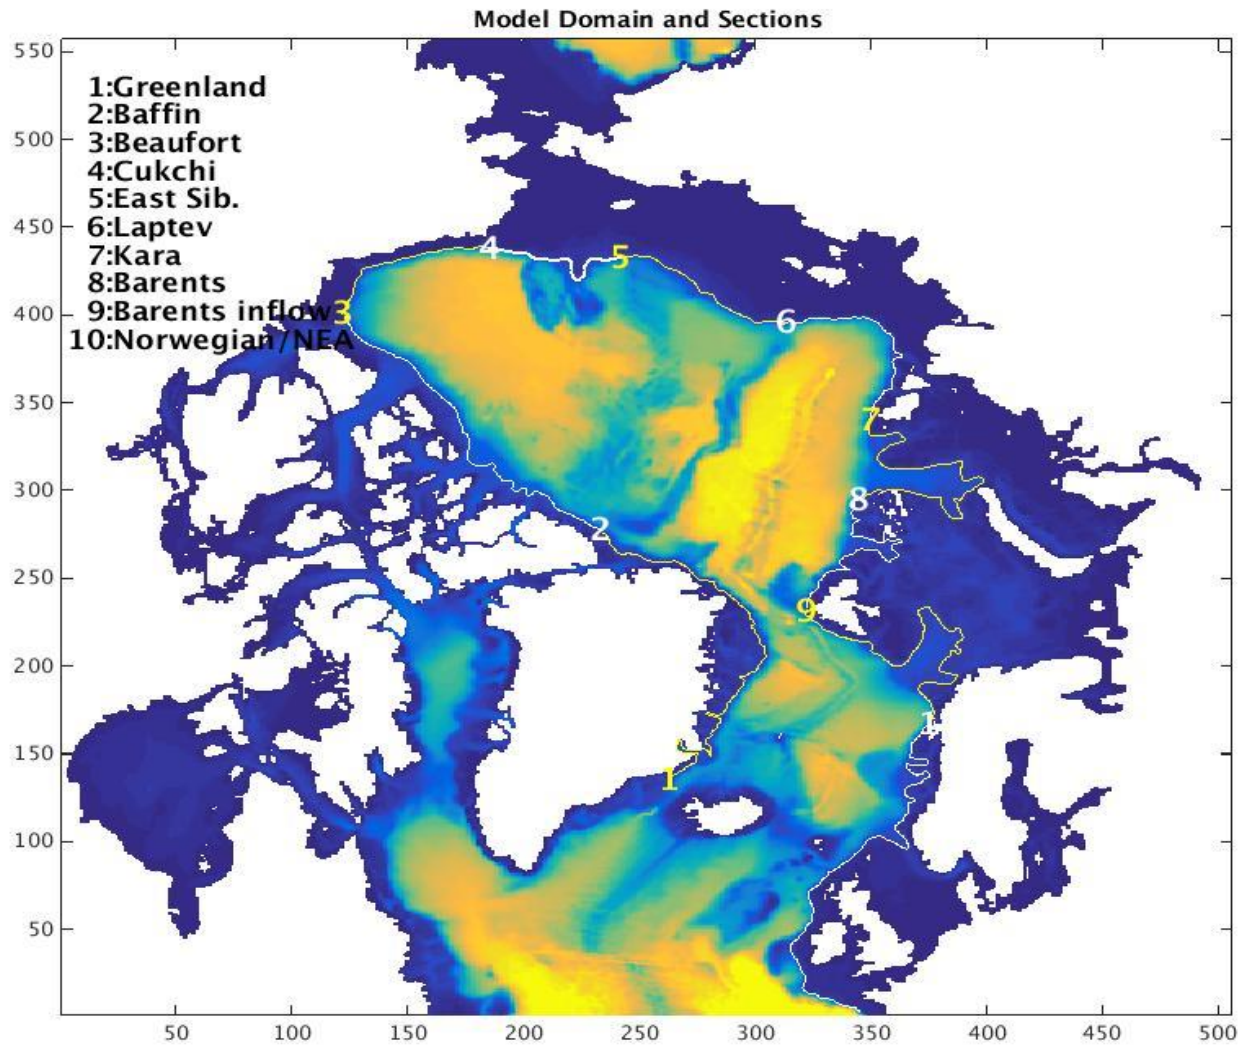 Model Domain and Sections
550
500
450
400
350
300
250
200
150
100
50
1:Greenland
2:Baffin
3:Beaufort
4:Cukchi
5:East Sib.
6:Laptev
7:Kara
8:Barents
9:Barents inflow
10:Norwegian/NEA
4
5
3
6
7
8
2
9
1
1
50
100
150
200
250
300
350
400
450
500